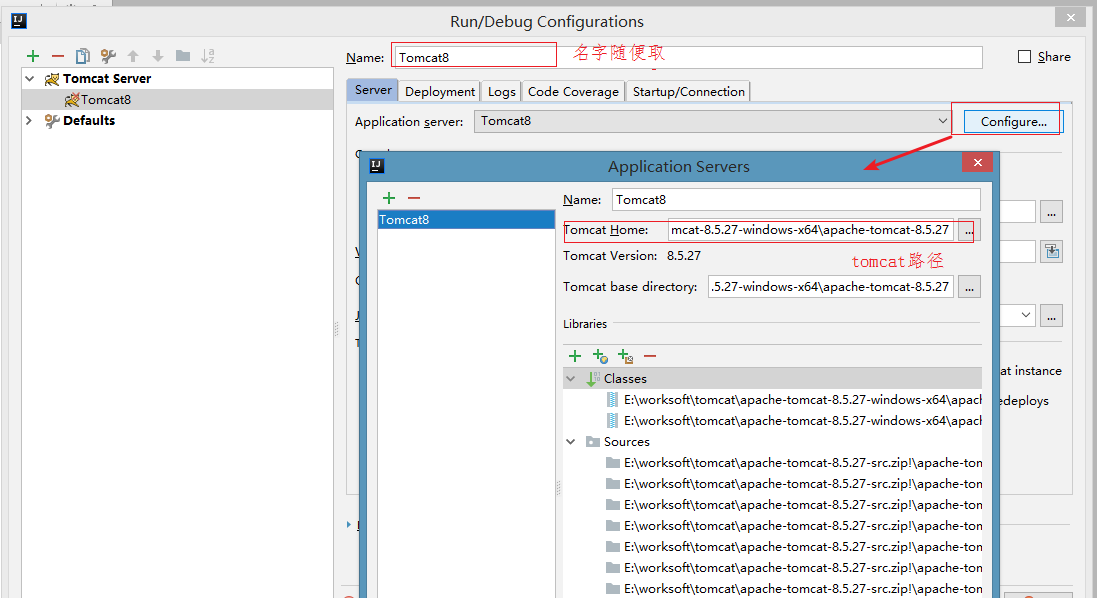 Run/Debug Configurations
Name: Tomcat8 名字随便取 Share
Tomcat Server
Tomcat8
Defaults
Server Deployment Logs Code Coverage Startup/Connection
Application server: Tomcat8 Configure...
Application Servers
Tomcat8
Name: Tomcat8
Tomcat Home: mcat-8.5.27-windows-x64\apache-tomcat-8.5.27 ...
Tomcat Version: 8.5.27
tomcat路径
Tomcat base directory: .5.27-windows-x64\apache-tomcat-8.5.27 ...
Libraries
Classes
E:\worksoft\tomcat\apache-tomcat-8.5.27-windows-x64\apach
E:\worksoft\tomcat\apache-tomcat-8.5.27-windows-x64\apach
Sources
E:\worksoft\tomcat\apache-tomcat-8.5.27-src.zip!\apache-ton
E:\worksoft\tomcat\apache-tomcat-8.5.27-src.zip!\apache-ton
E:\worksoft\tomcat\apache-tomcat-8.5.27-src.zip!\apache-ton
E:\worksoft\tomcat\apache-tomcat-8.5.27-src.zip!\apache-ton
E:\worksoft\tomcat\apache-tomcat-8.5.27-src.zip!\apache-ton
E:\worksoft\tomcat\apache-tomcat-8.5.27-src.zip!\apache-ton
E:\worksoft\tomcat\apache-tomcat-8.5.27-src.zip!\apache-ton
...
...
at instance
edeploys